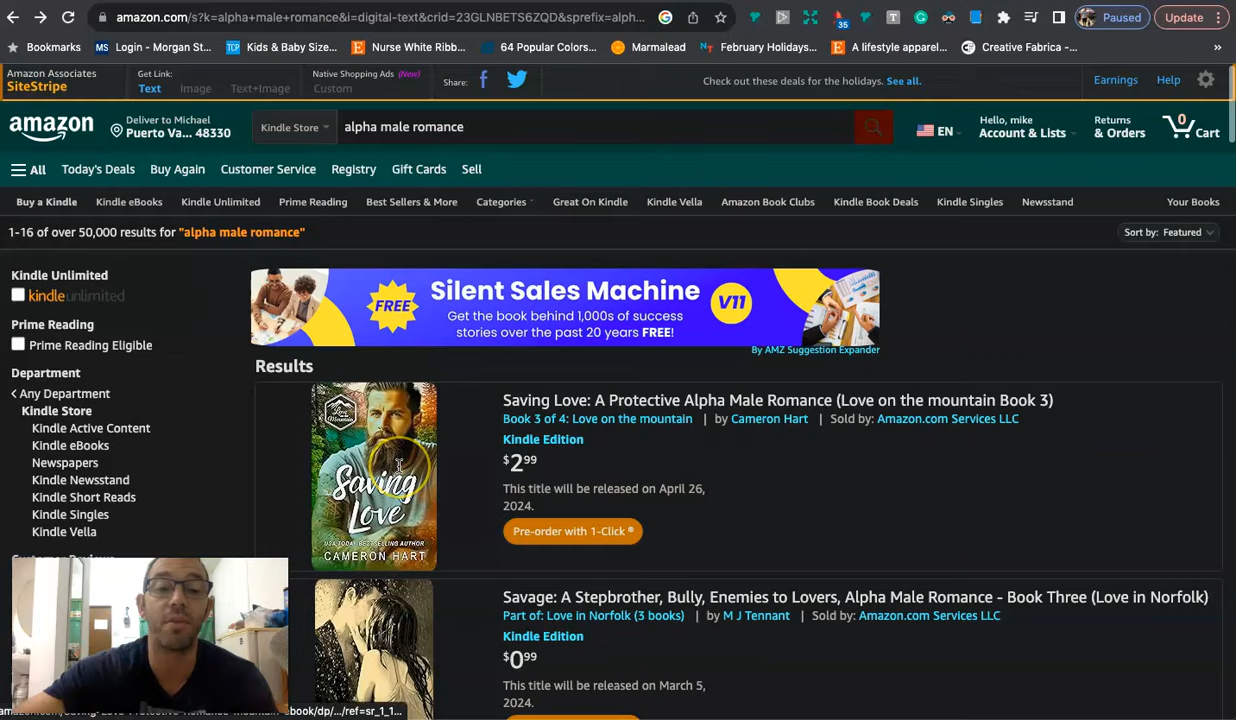 amazon.com/s?k=alpha+male+romance&i=digital-text&crid=23GLNBETS6ZQD&sprefix=alph...
35
Paused
Update
Bookmarks
Login - Morgan St...
Kids & Baby Size...
Nurse White Ribb...
64 Popular Colors...
Marmalead
February Holidays...
A lifestyle apparel...
Creative Fabrica -...
»
Amazon Associates
SiteStripe
Get Link:
Text Image Text+Image
Native Shopping Ads (New)
Custom
Share:
Check out these deals for the holidays. See all.
Earnings Help
amazon
Deliver to Michael
Puerto Va... 48330
Kindle Store
alpha male romance
EN
Hello, mike
Account & Lists
Returns
& Orders
0
Cart
All Today's Deals Buy Again Customer Service Registry Gift Cards Sell
Buy a Kindle Kindle eBooks Kindle Unlimited Prime Reading Best Sellers & More Categories Great On Kindle Kindle Vella Amazon Book Clubs Kindle Book Deals Kindle Singles Newsstand Your Books
1-16 of over 50,000 results for "alpha male romance"
Sort by: Featured
Kindle Unlimited
kindleunlimited
Prime Reading
Prime Reading Eligible
Department
Any Department
Kindle Store
Kindle Active Content
Kindle eBooks
Newspapers
Kindle Newsstand
Kindle Short Reads
Kindle Singles
Kindle Vella
FREE
Silent Sales Machine
V11
Get the book behind 1,000s of success
stories over the past 20 years FREE!
By AMZ Suggestion Expander
Results
Saving
Love
USA TODAY BESTSELLING AUTHOR
CAMERON HART
Saving Love: A Protective Alpha Male Romance (Love on the mountain Book 3)
Book 3 of 4: Love on the mountain | by Cameron Hart | Sold by: Amazon.com Services LLC
Kindle Edition
$2 99
This title will be released on April 26,
2024.
Pre-order with 1-Click ®
Savage: A Stepbrother, Bully, Enemies to Lovers, Alpha Male Romance - Book Three (Love in Norfolk)
Part of: Love in Norfolk (3 books) | by M J Tennant | Sold by: Amazon.com Services LLC
Kindle Edition
$0 99
This title will be released on March 5,
2024.